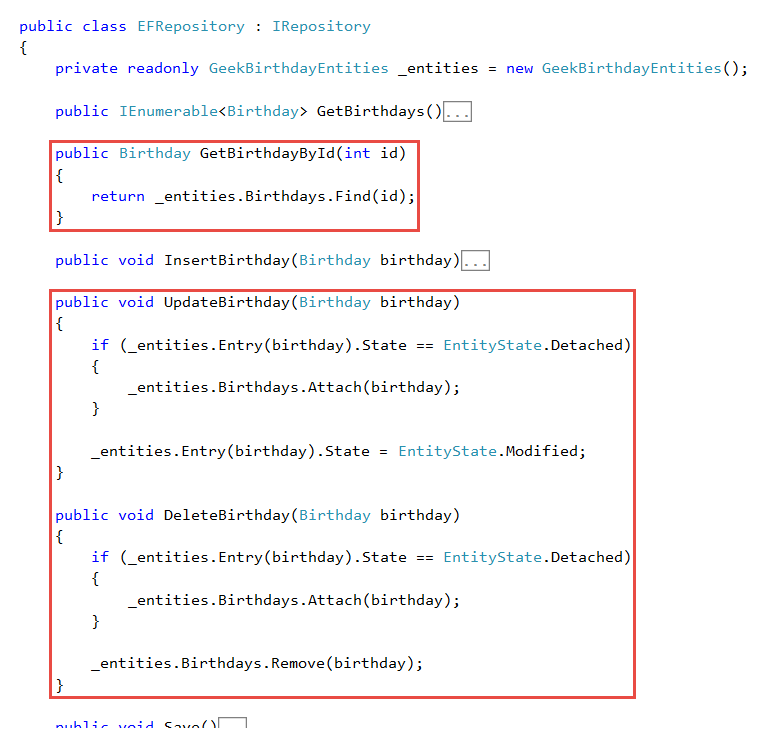 public class EFRepository : IRepository
{
    private readonly GeekBirthdayEntities _entities = new GeekBirthdayEntities();

    public IEnumerable<Birthday> GetBirthdays()...

    public Birthday GetBirthdayById(int id)
    {
        return _entities.Birthdays.Find(id);
    }

    public void InsertBirthday(Birthday birthday)...

    public void UpdateBirthday(Birthday birthday)
    {
        if (_entities.Entry(birthday).State == EntityState.Detached)
        {
            _entities.Birthdays.Attach(birthday);
        }

        _entities.Entry(birthday).State = EntityState.Modified;
    }

    public void DeleteBirthday(Birthday birthday)
    {
        if (_entities.Entry(birthday).State == EntityState.Detached)
        {
            _entities.Birthdays.Attach(birthday);
        }

        _entities.Birthdays.Remove(birthday);
    }

    public void Save()...